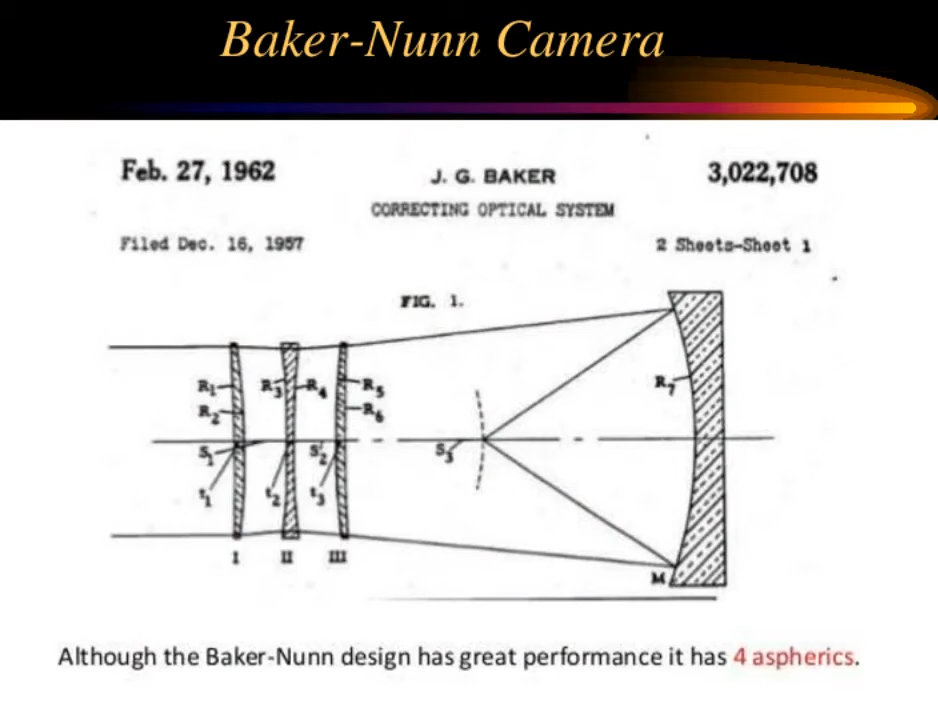 Baker-Nunn Camera
Feb. 27, 1962 J. G. BAKER 3,022,708
CORRECTING OPTICAL SYSTEM
Filed Dec. 16, 1957 2 Sheets-Sheet 1
FIG. 1.
R1 R3 R4 R5 R7
R2 R6
S1 S2 S3
t1 t2 t3
I II III M
Although the Baker-Nunn design has great performance it has 4 aspherics.